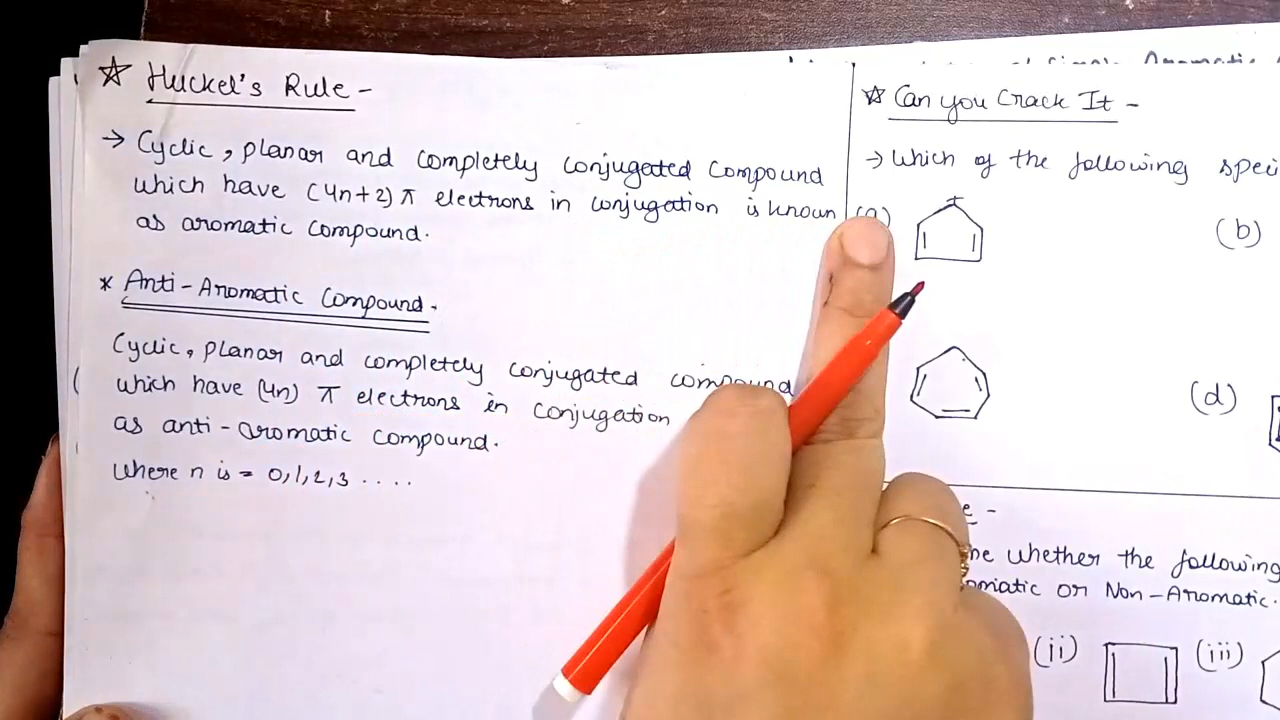 ☆ Huckel's Rule -
→ Cyclic, planar and completely conjugated compound
which have (4n+2) π electrons in conjugation is known
as aromatic compound.
* Anti-Aromatic Compound.
Cyclic, planar and completely conjugated compound
which have (4n) π electrons in conjugation
as anti-aromatic compound.
Where n is = 0,1,2,3 ....
☆ Can you Crack It -
→ Which of the following speci
(a)
+
(b)
(d)
whether the following
or Non-Aromatic.
(ii)
(iii)